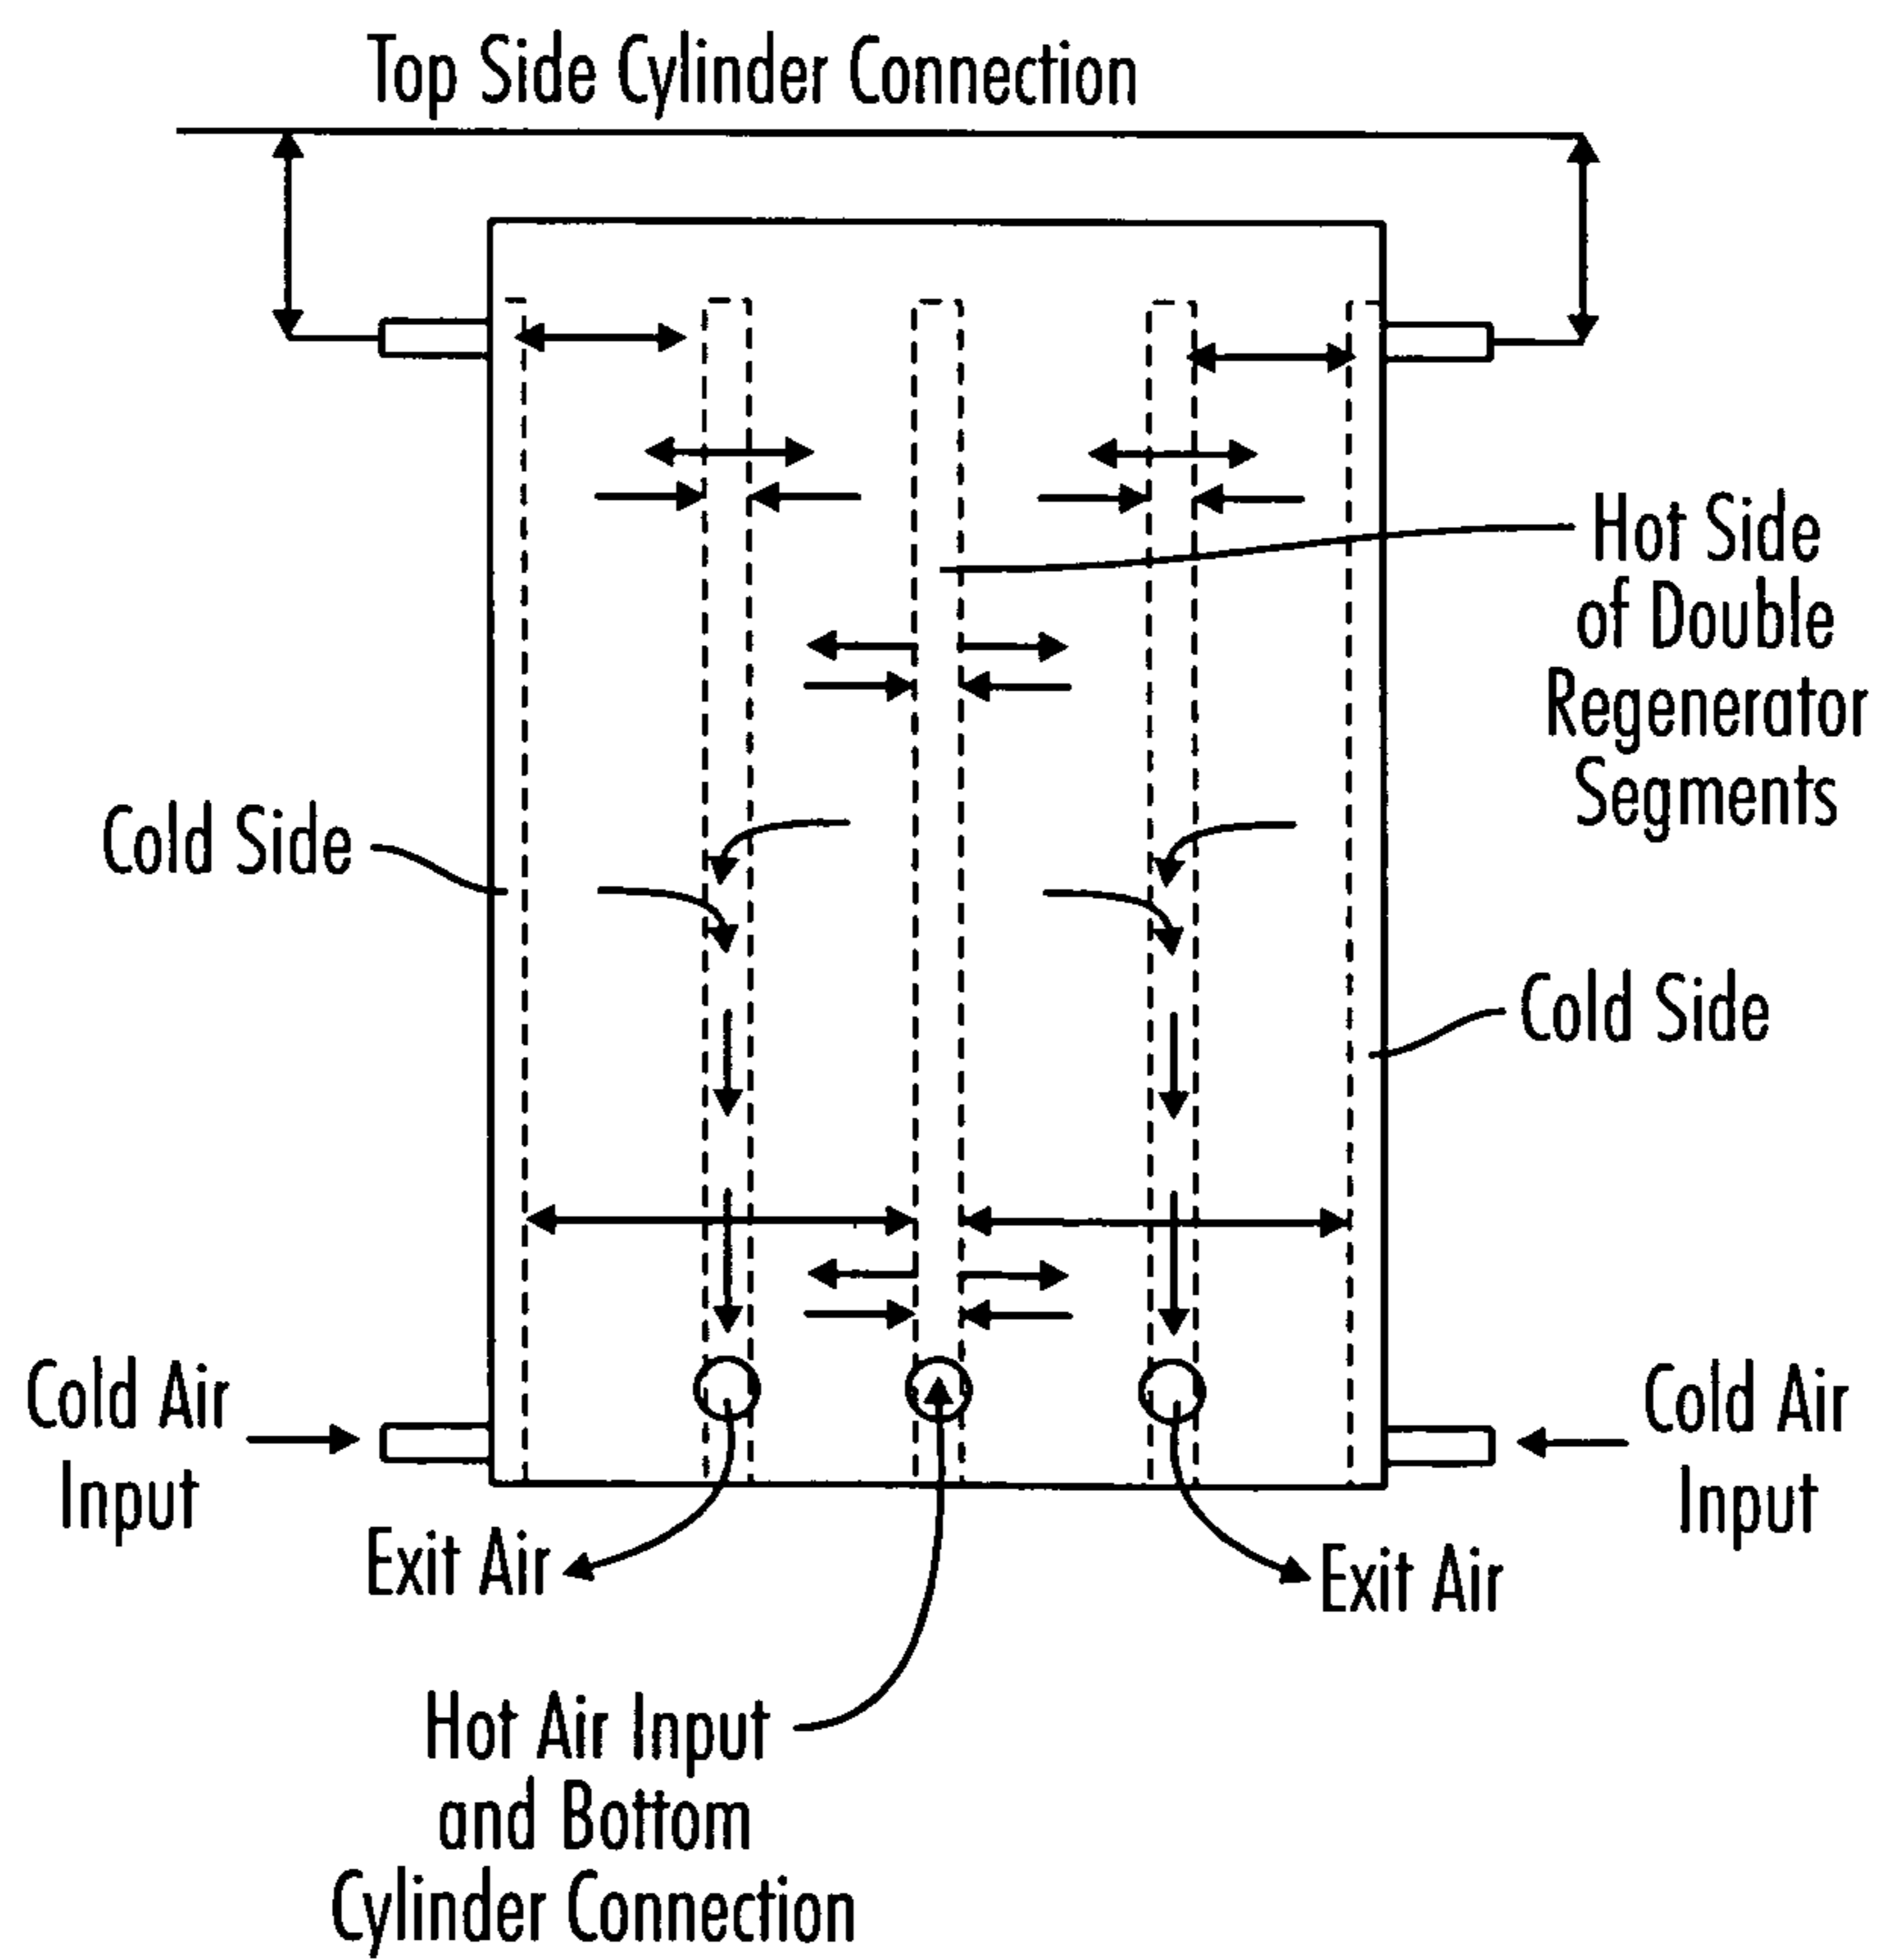 Top Side Cylinder Connection
Hot Side
of Double
Regenerator
Segments
Cold Side
Cold Side
Cold Air
Input
Cold Air
Input
Exit Air
Exit Air
Hot Air Input
and Bottom
Cylinder Connection